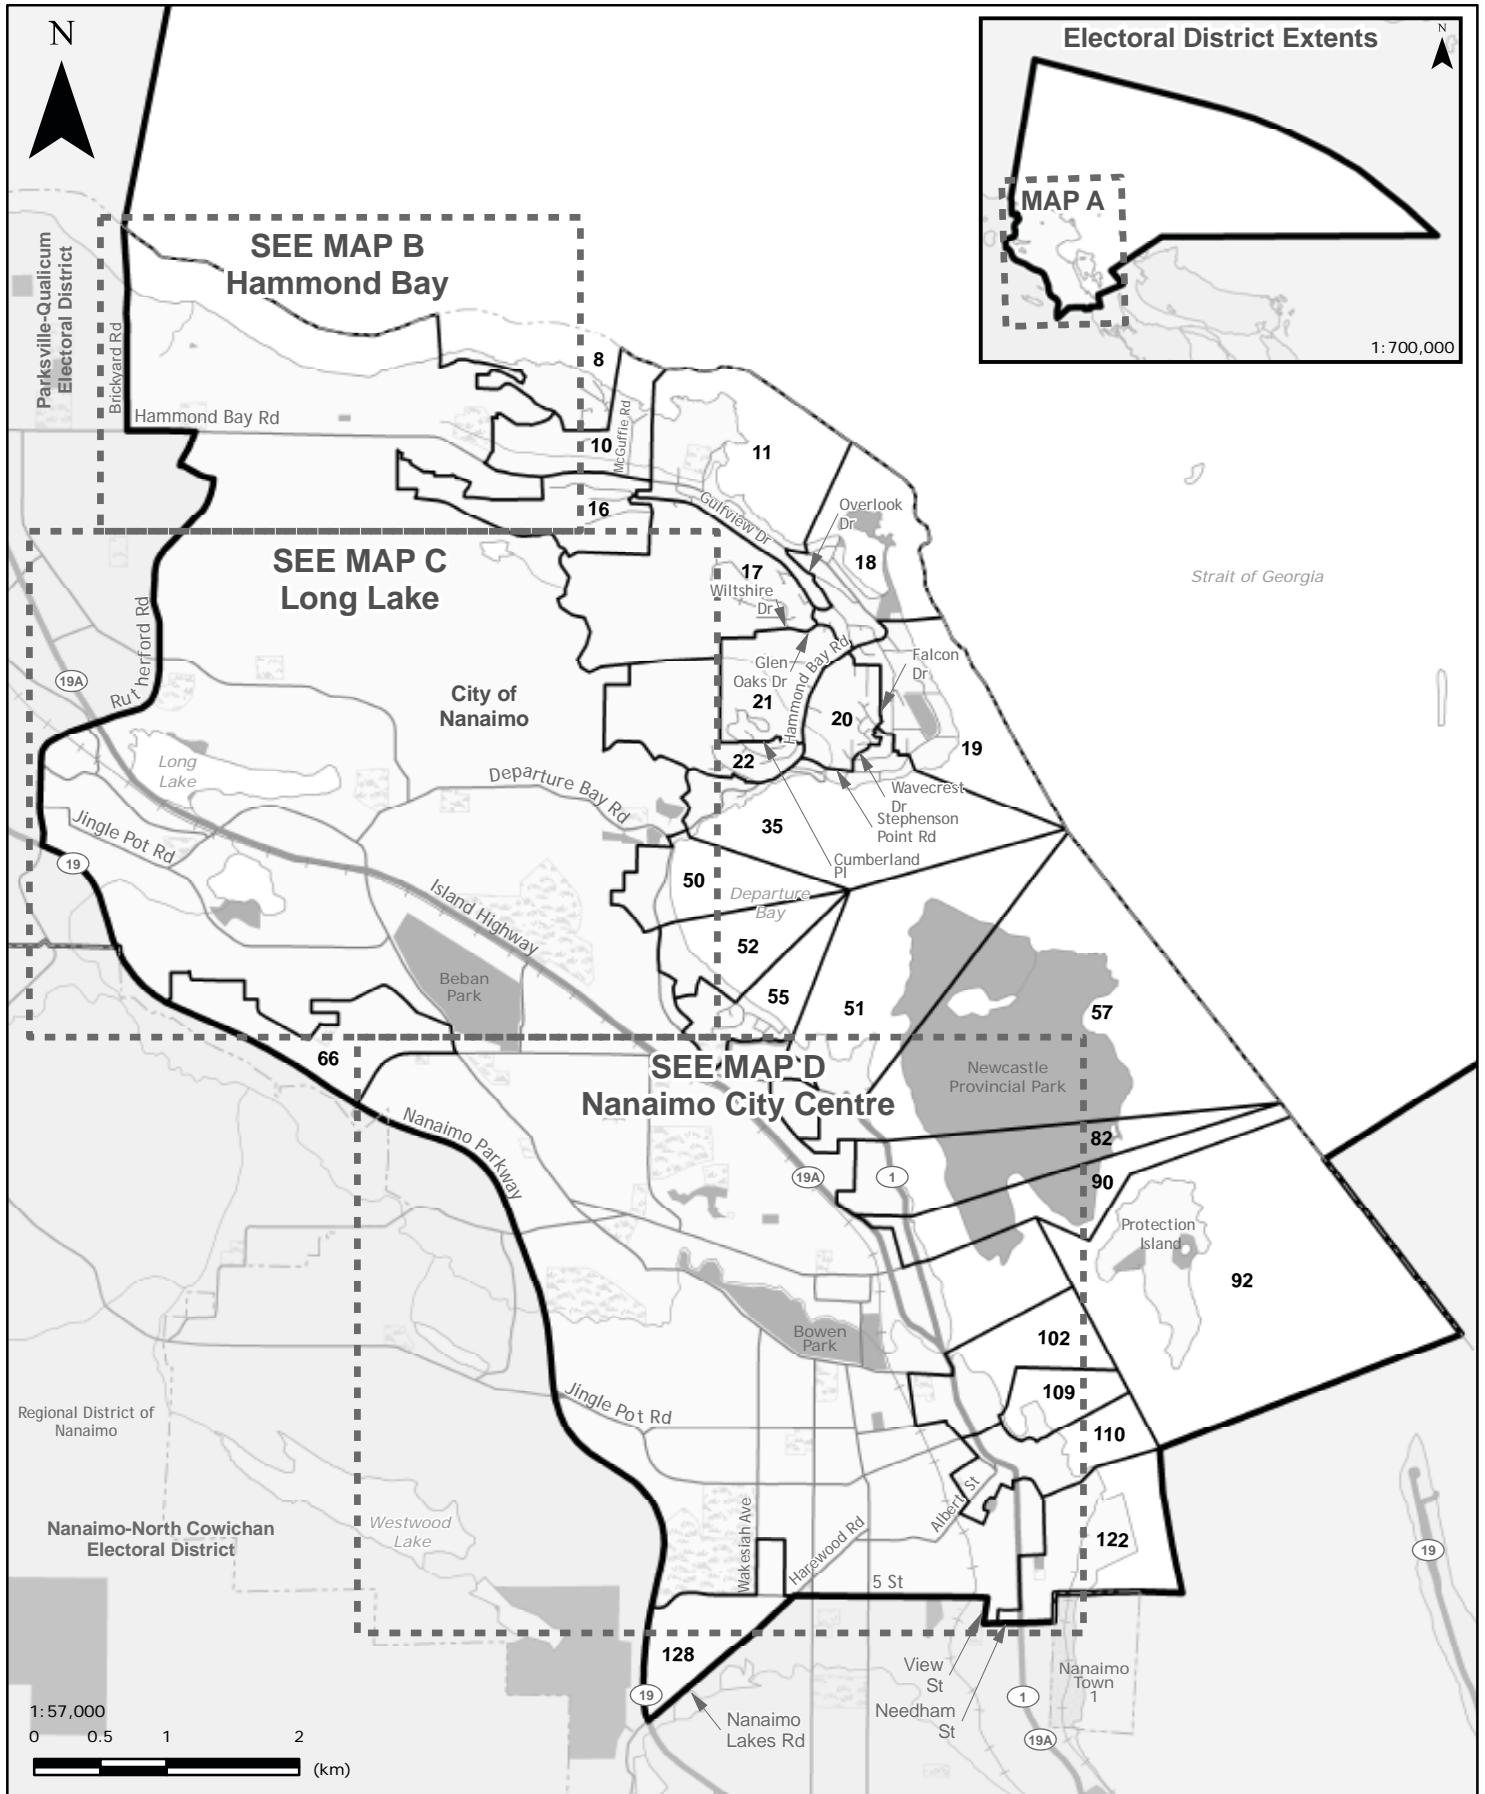 N
Electoral District Extents
N
MAP A
1:700,000
SEE MAP B
Hammond Bay
Parksville-Qualicum
Electoral District
Brickyard Rd
Hammond Bay Rd
8
10
McGuffie Rd
11
16
Gulfview Dr
Overlook
Dr
18
Strait of Georgia
SEE MAP C
Long Lake
17
Wiltshire
Dr
Rutherford Rd
19A
City of
Nanaimo
Glen
Oaks Dr
Hammond Bay Rd
Falcon
Dr
21
20
19
22
Long
Lake
Departure Bay Rd
Wavecrest
Dr
Stephenson
Point Rd
35
Jingle Pot Rd
19
Cumberland
Pl
50
Departure
Bay
Island Highway
52
Beban
Park
55
51
57
66
SEE MAP D
Nanaimo City Centre
Newcastle
Provincial Park
Nanaimo Parkway
82
19A
1
90
Protection
Island
92
Bowen
Park
102
Jingle Pot Rd
109
110
Regional District of
Nanaimo
Albert St
Westwood
Lake
Nanaimo-North Cowichan
Electoral District
Wakesiah Ave
Harewood Rd
122
19
5 St
128
View
St
Nanaimo
Town
1
19
1
Needham
St
Nanaimo
Lakes Rd
19A
1:57,000
0 0.5 1 2
(km)